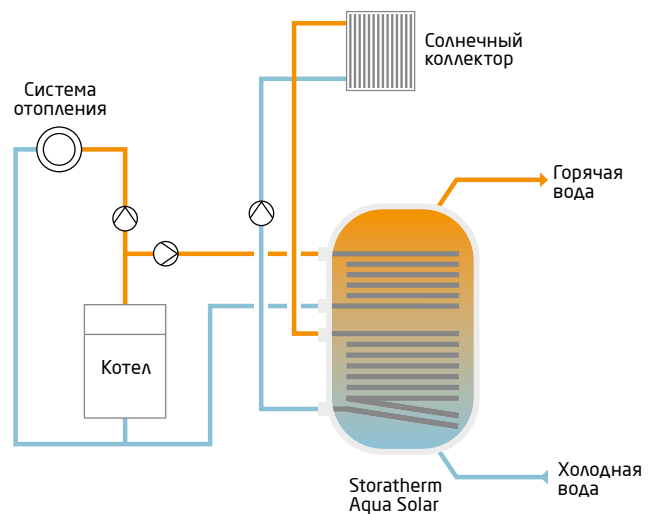 Солнечный
коллектор
Система
отопления
Горячая
вода
Котел
Холодная
вода
Storatherm
Aqua Solar